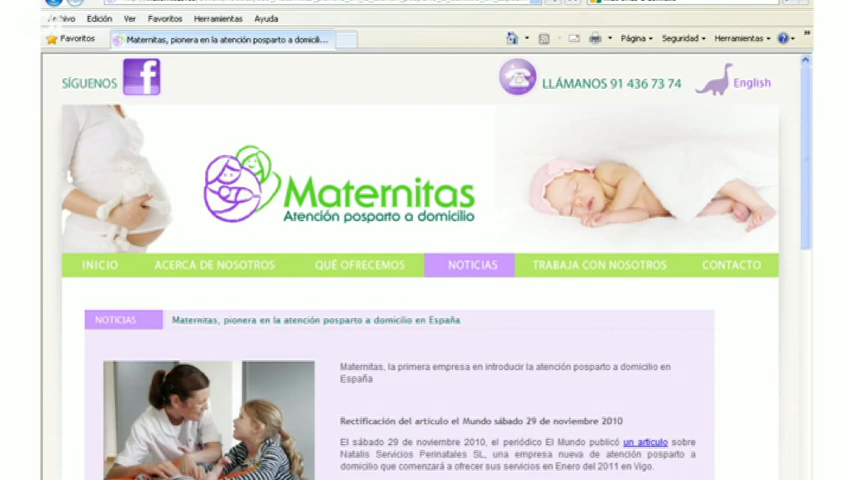 Archivo Edición Ver Favoritos Herramientas Ayuda
Favoritos Maternitas, pionera en la atención posparto a domicili... Página Seguridad Herramientas
SÍGUENOS f LLÁMANOS 91 436 73 74 English
Maternitas
Atención posparto a domicilio
INICIO ACERCA DE NOSOTROS QUÉ OFRECEMOS NOTICIAS TRABAJA CON NOSOTROS CONTACTO
NOTICIAS Maternitas, pionera en la atención posparto a domicilio en España
Maternitas, la primera empresa en introducir la atención posparto a domicilio en
España
Rectificación del artículo el Mundo sábado 29 de noviembre 2010
El sábado 29 de noviembre 2010, el periódico El Mundo publicó un artículo sobre
Natalis Servicios Perinatales SL, una empresa nueva de atención posparto a
domicilio que comenzará a ofrecer sus servicios en Enero del 2011 en Vigo.